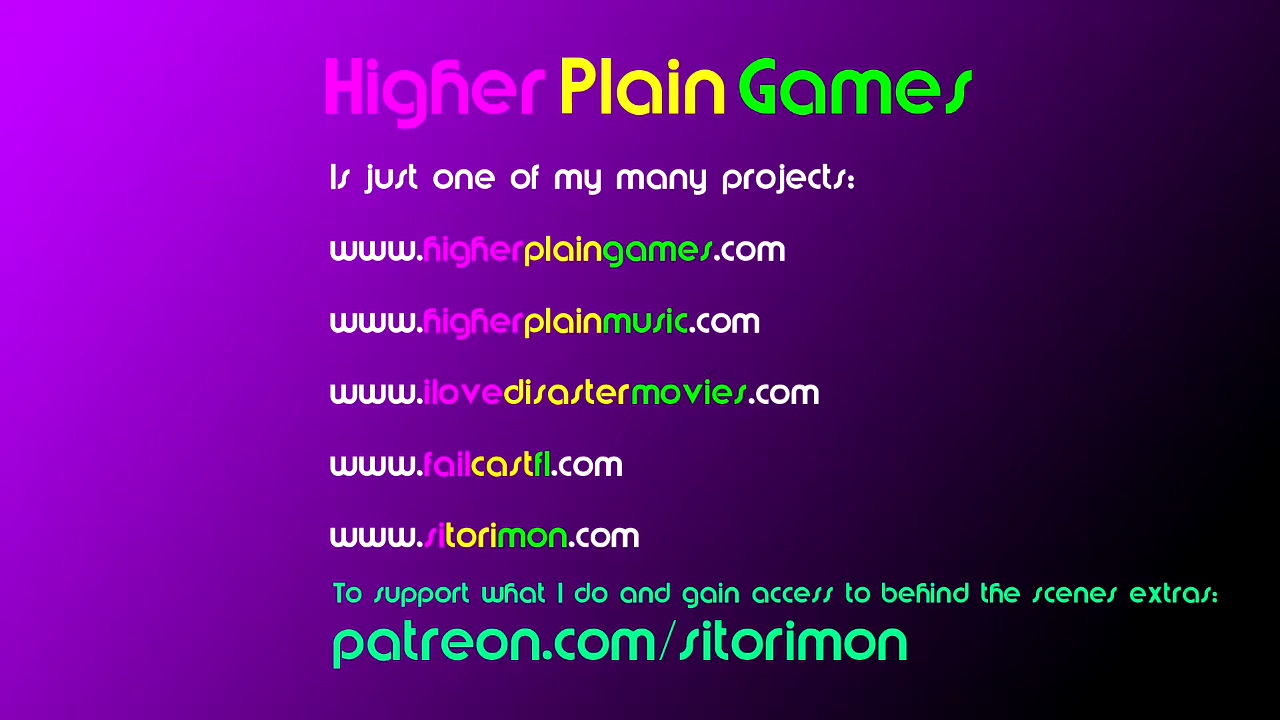 Higher Plain Games
Is just one of my many projects:
www.higherplaingames.com
www.higherplainmusic.com
www.ilovedisastermovies.com
www.failcastfl.com
www.sitorimon.com
To support what I do and gain access to behind the scenes extras:
patreon.com/sitorimon